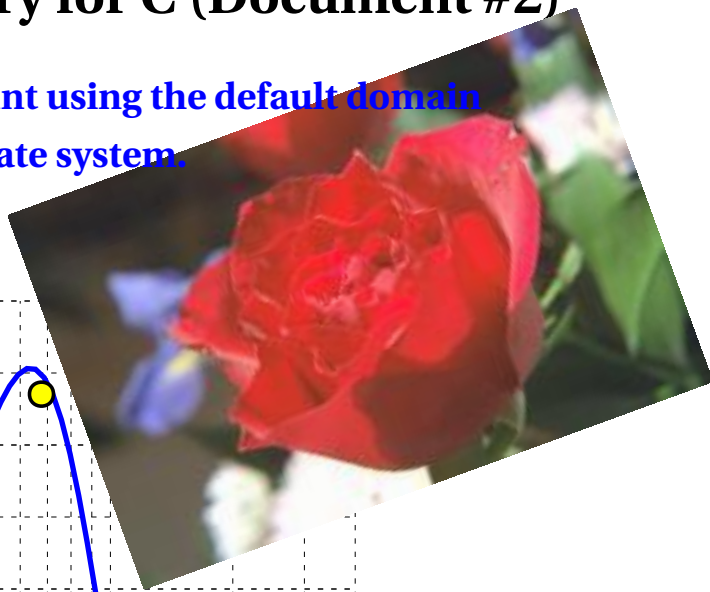 ry for C (Document #2)
nt using the default domain
ate system.